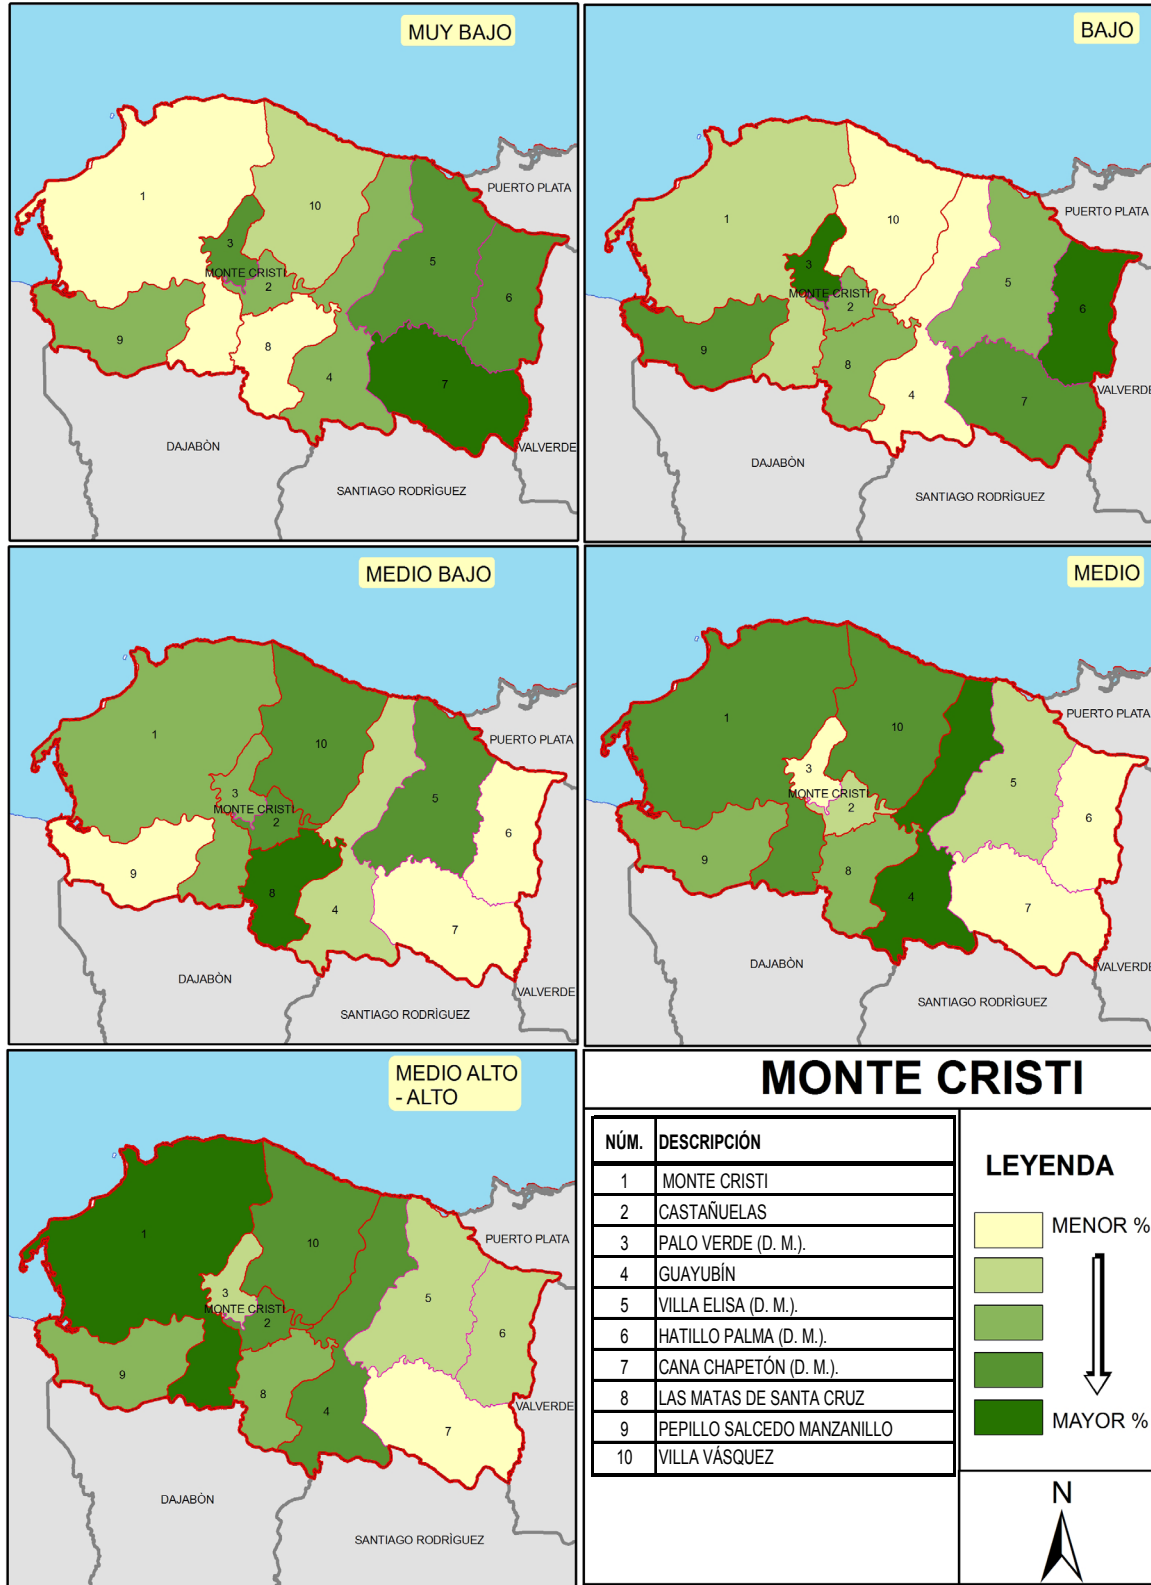 MUY BAJO
1
10
PUERTO PLATA
3
5
MONTE CRISTI
2
6
9
8
4
7
DAJABÒN
VALVERDE
SANTIAGO RODRÌGUEZ
BAJO
1
10
PUERTO PLATA
3
5
MONTE CRISTI
2
6
9
8
4
7
DAJABÒN
VALVERDE
SANTIAGO RODRÌGUEZ
MEDIO BAJO
1
10
PUERTO PLATA
3
5
MONTE CRISTI
2
6
9
8
4
7
DAJABÒN
VALVERDE
SANTIAGO RODRÌGUEZ
MEDIO
1
10
PUERTO PLATA
3
5
MONTE CRISTI
2
6
9
8
4
7
DAJABÒN
VALVERDE
SANTIAGO RODRÌGUEZ
MEDIO ALTO
- ALTO
1
10
PUERTO PLATA
3
5
MONTE CRISTI
2
6
9
8
4
7
VALVERDE
DAJABÒN
SANTIAGO RODRÌGUEZ
MONTE CRISTI
NÚM. DESCRIPCIÓN
1 MONTE CRISTI
2 CASTAÑUELAS
3 PALO VERDE (D. M.).
4 GUAYUBÍN
5 VILLA ELISA (D. M.).
6 HATILLO PALMA (D. M.).
7 CANA CHAPETÓN (D. M.).
8 LAS MATAS DE SANTA CRUZ
9 PEPILLO SALCEDO MANZANILLO
10 VILLA VÁSQUEZ
LEYENDA
MENOR %
MAYOR %
N